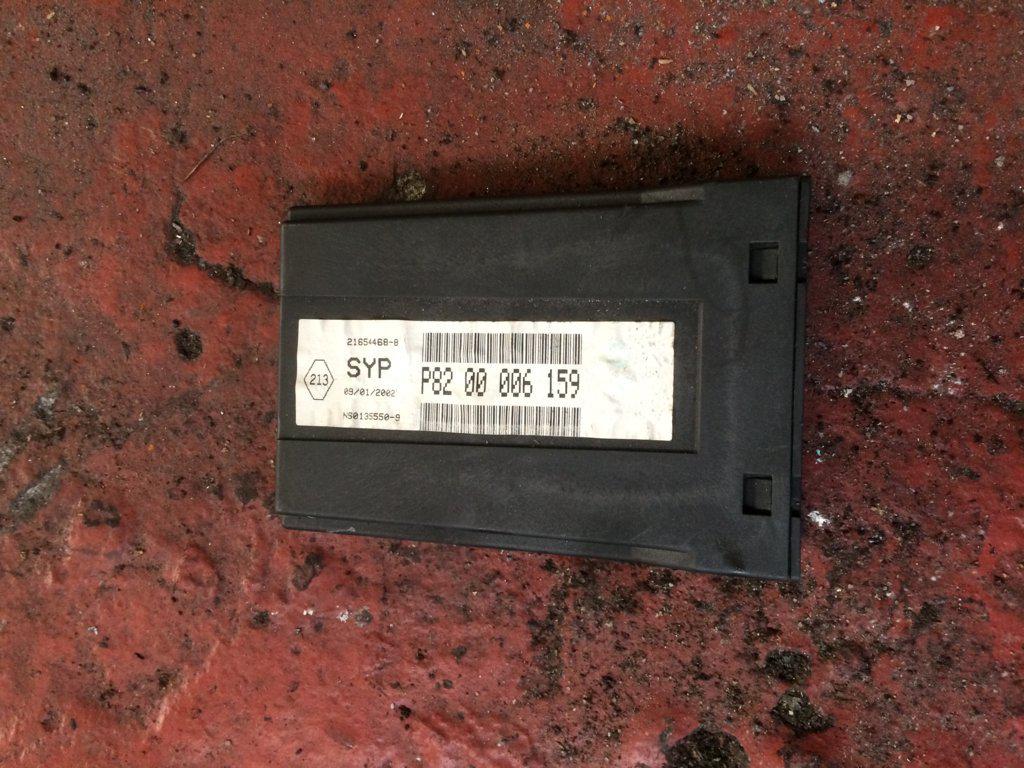 21654468-8
213
SYP
09/01/2002
NS0135550-9
P82 00 006 159